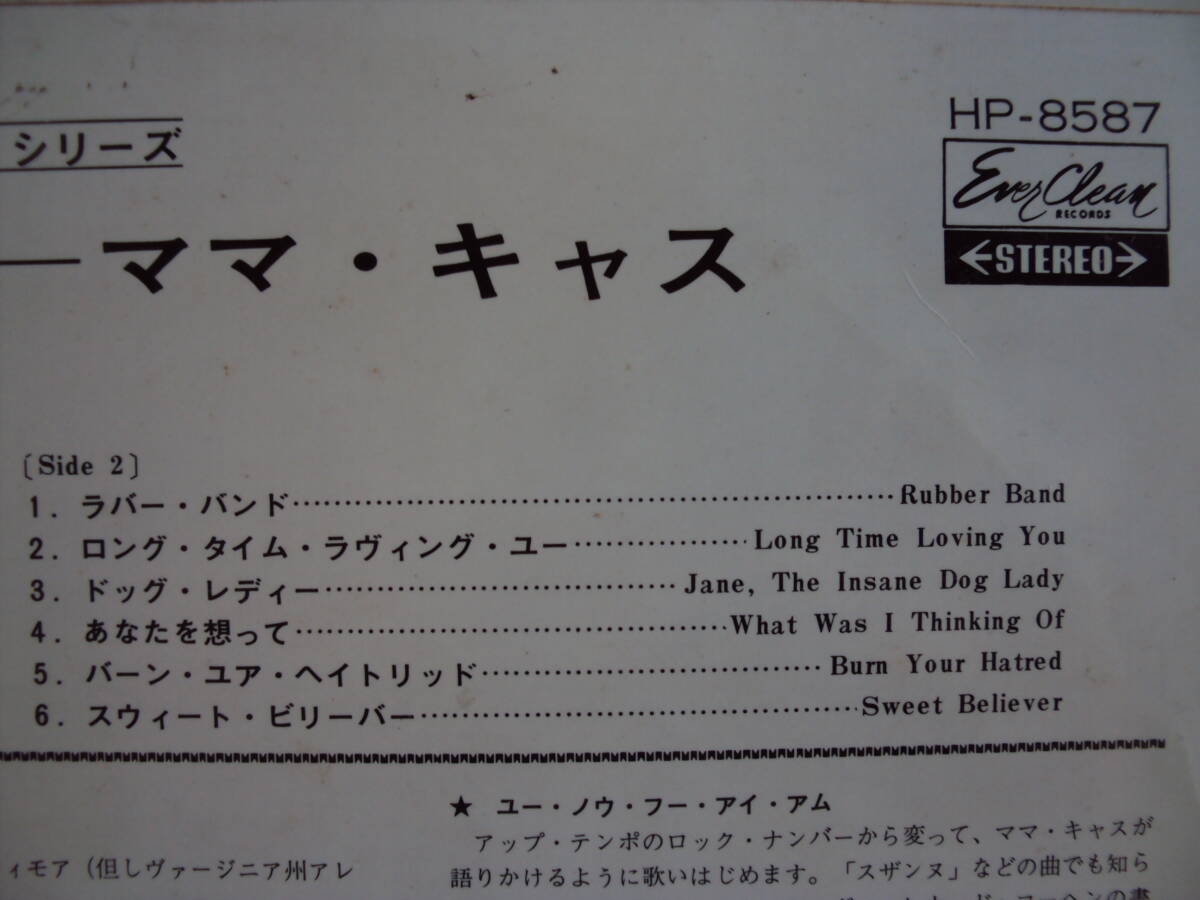 シリーズ
HP-8587
Ever Clean
RECORDS
STEREO
ーママ・キャス
〔Side 2〕
1. ラバー・バンド……Rubber Band
2. ロング・タイム・ラヴィング・ユー……Long Time Loving You
3. ドッグ・レディー……Jane, The Insane Dog Lady
4. あなたを想って……What Was I Thinking Of
5. バーン・ユア・ヘイトリッド……Burn Your Hatred
6. スウィート・ビリーバー……Sweet Believer
ィモア (但しヴァージニア州アレ
★ ユー・ノウ・フー・アイ・アム
アップ・テンポのロック・ナンバーから変って、ママ・キャスが
語りかけるように歌いはじめます。「スザンヌ」などの曲でも知ら